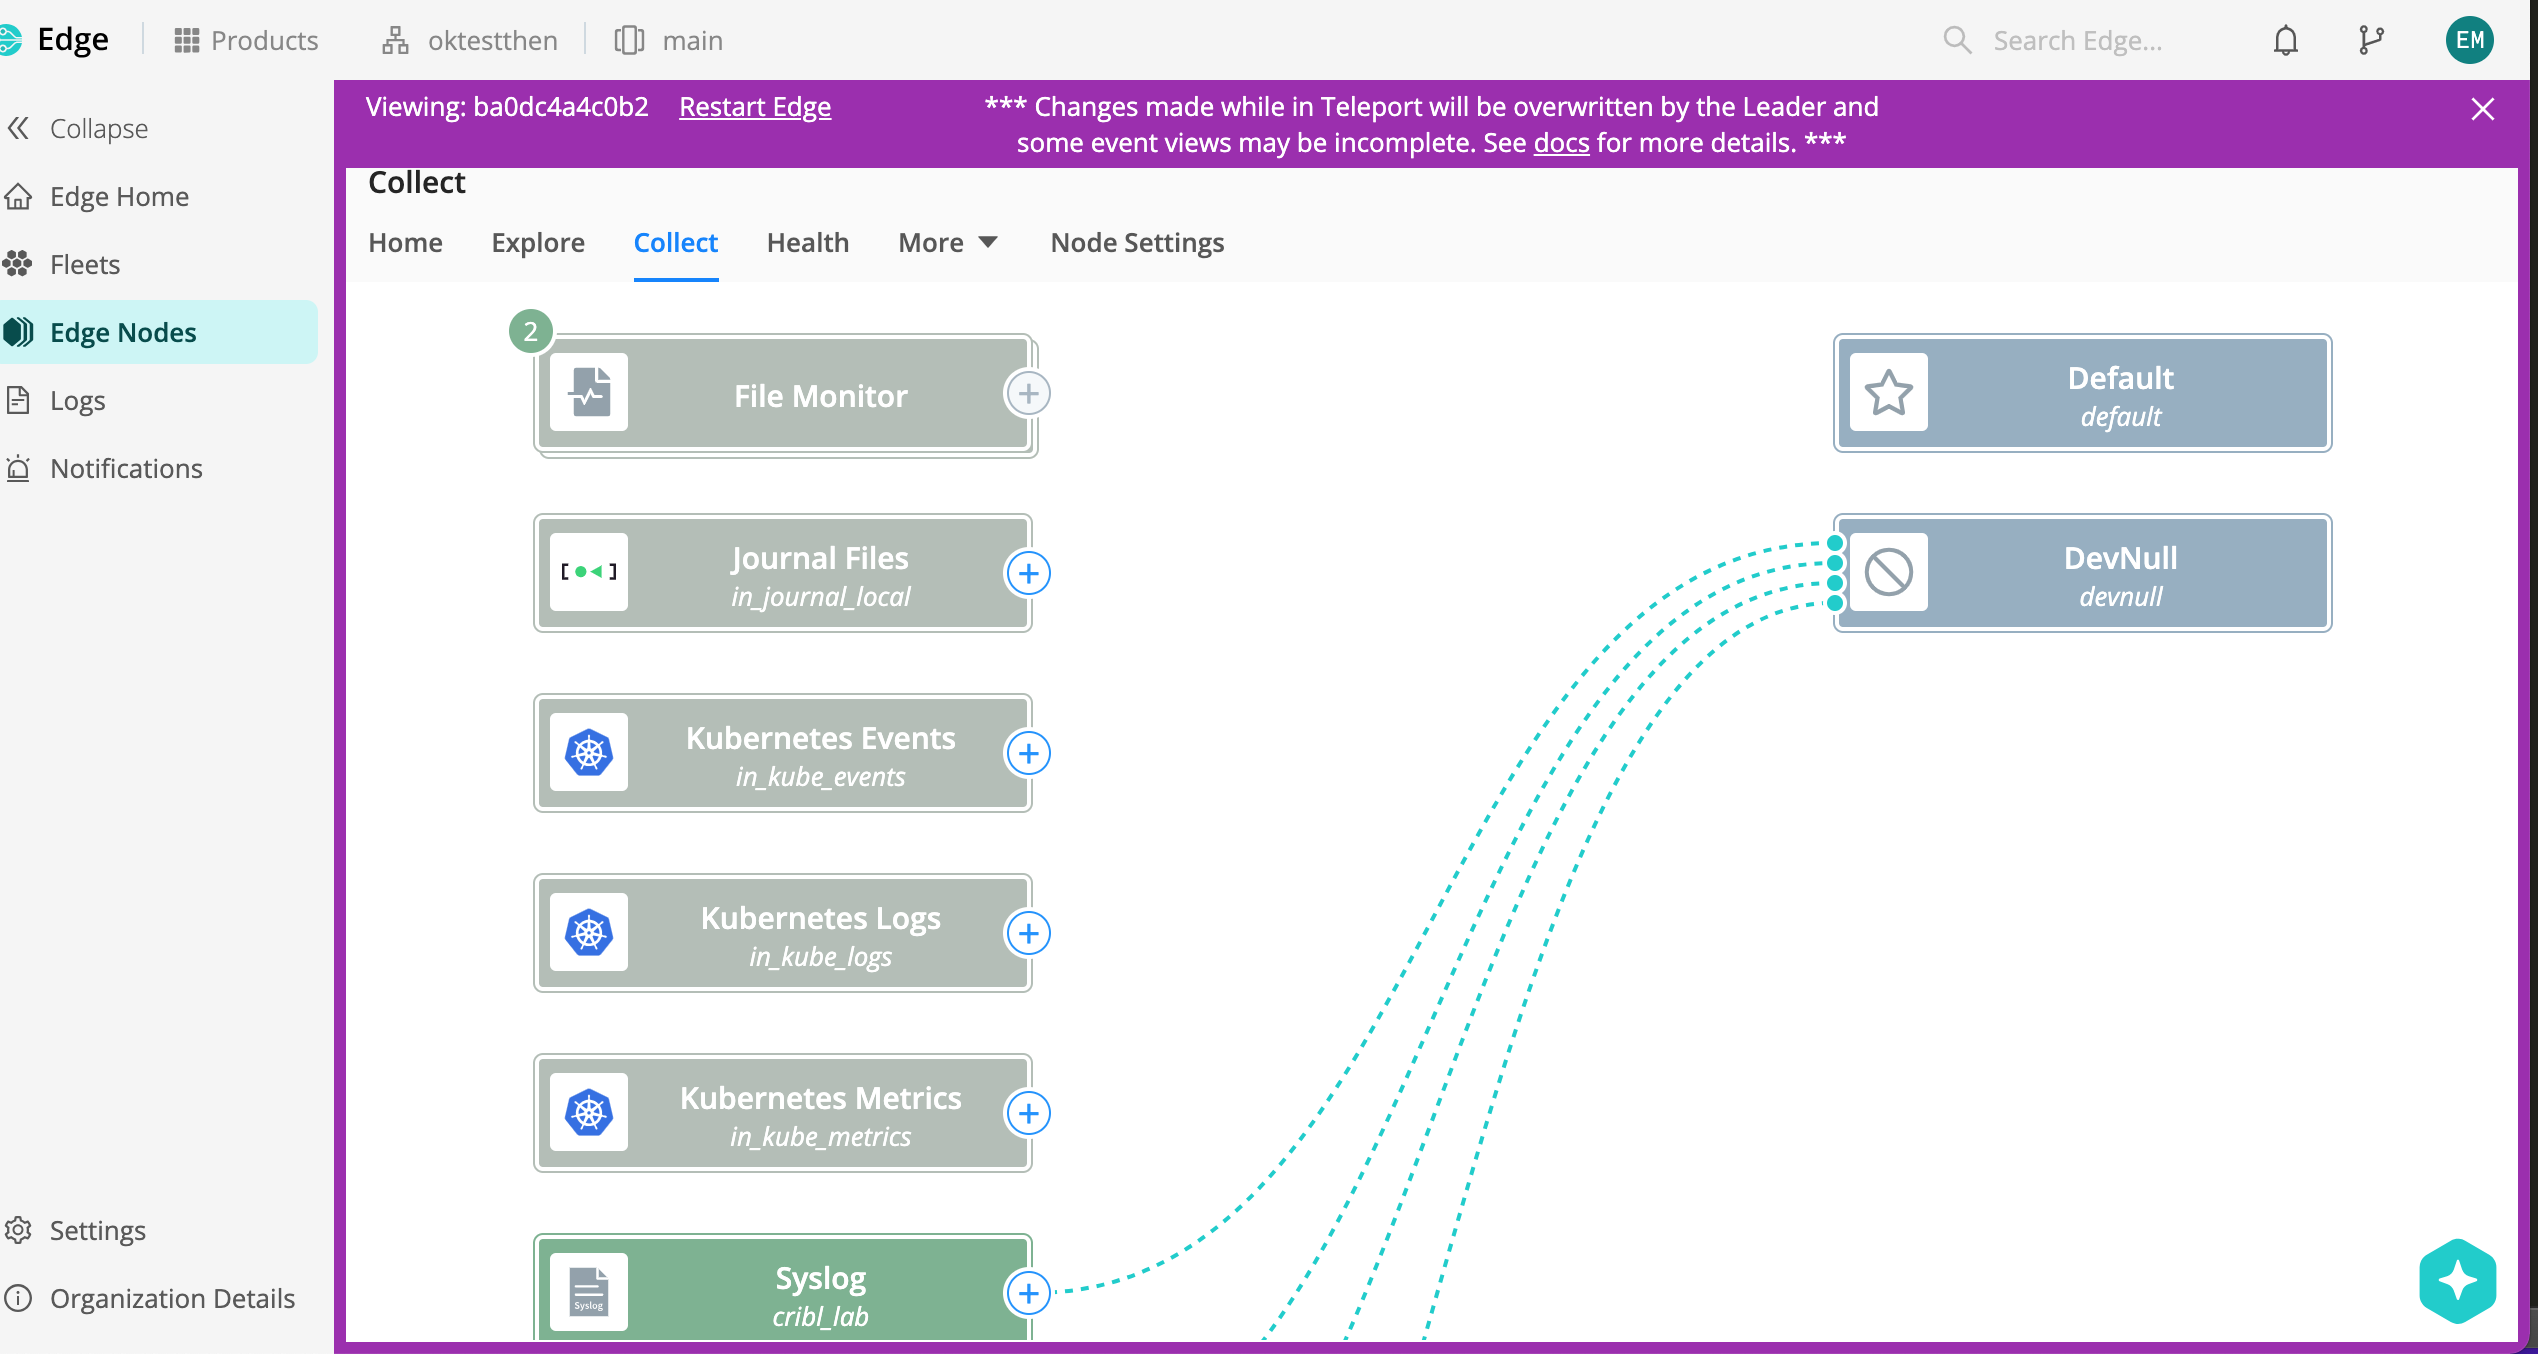 Edge
Products
oktestthen
main
Search Edge...
EM
Collapse
Edge Home
Fleets
Edge Nodes
Logs
Notifications
Settings
Organization Details
Viewing: ba0dc4a4c0b2 Restart Edge
*** Changes made while in Teleport will be overwritten by the Leader and
some event views may be incomplete. See docs for more details. ***
Collect
Home Explore Collect Health More Node Settings
2
File Monitor
Journal Files
in_journal_local
Kubernetes Events
in_kube_events
Kubernetes Logs
in_kube_logs
Kubernetes Metrics
in_kube_metrics
Syslog
Syslog
cribl_lab
Default
default
DevNull
devnull